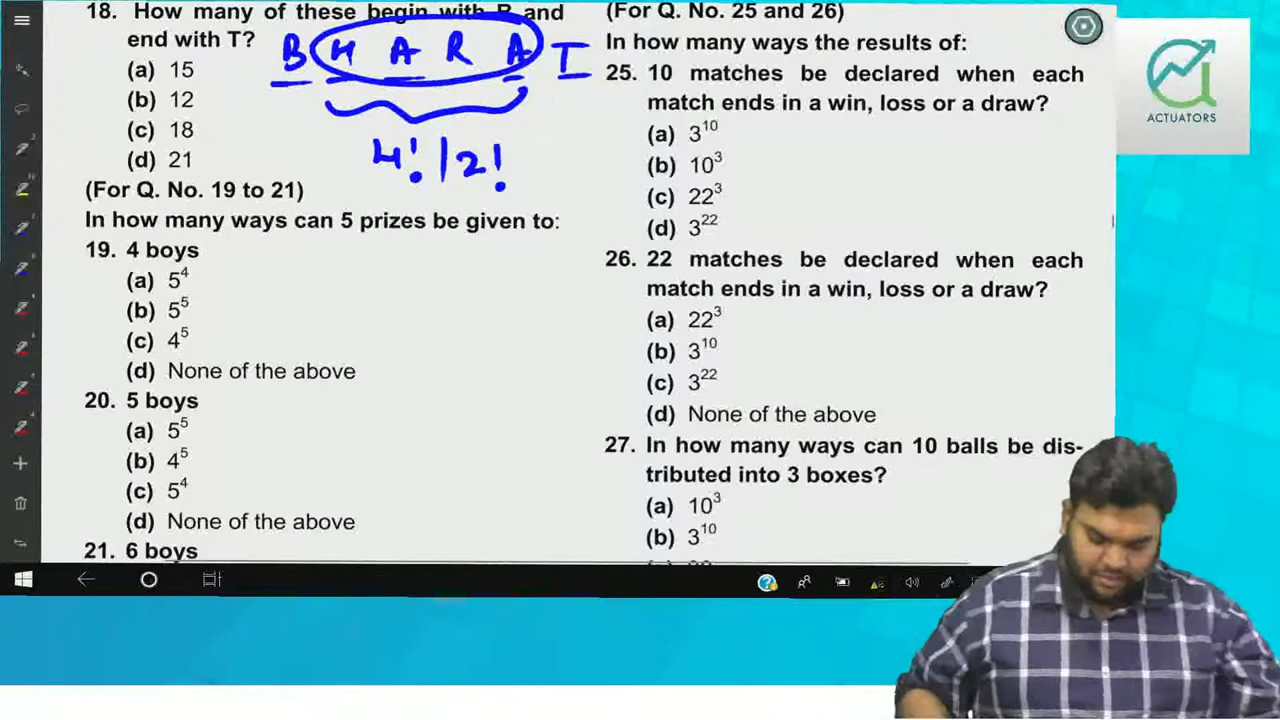 18. How many of these begin with B and
end with T?
B H A R A T
(a) 15
(b) 12
(c) 18
(d) 21
4! / 2!
(For Q. No. 19 to 21)
In how many ways can 5 prizes be given to:
19. 4 boys
(a) 5⁴
(b) 5⁵
(c) 4⁵
(d) None of the above
20. 5 boys
(a) 5⁵
(b) 4⁵
(c) 5⁴
(d) None of the above
21. 6 boys
(For Q. No. 25 and 26)
In how many ways the results of:
25. 10 matches be declared when each
match ends in a win, loss or a draw?
(a) 3¹⁰
(b) 10³
(c) 22³
(d) 3²²
26. 22 matches be declared when each
match ends in a win, loss or a draw?
(a) 22³
(b) 3¹⁰
(c) 3²²
(d) None of the above
27. In how many ways can 10 balls be dis-
tributed into 3 boxes?
(a) 10³
(b) 3¹⁰
ACTUATORS